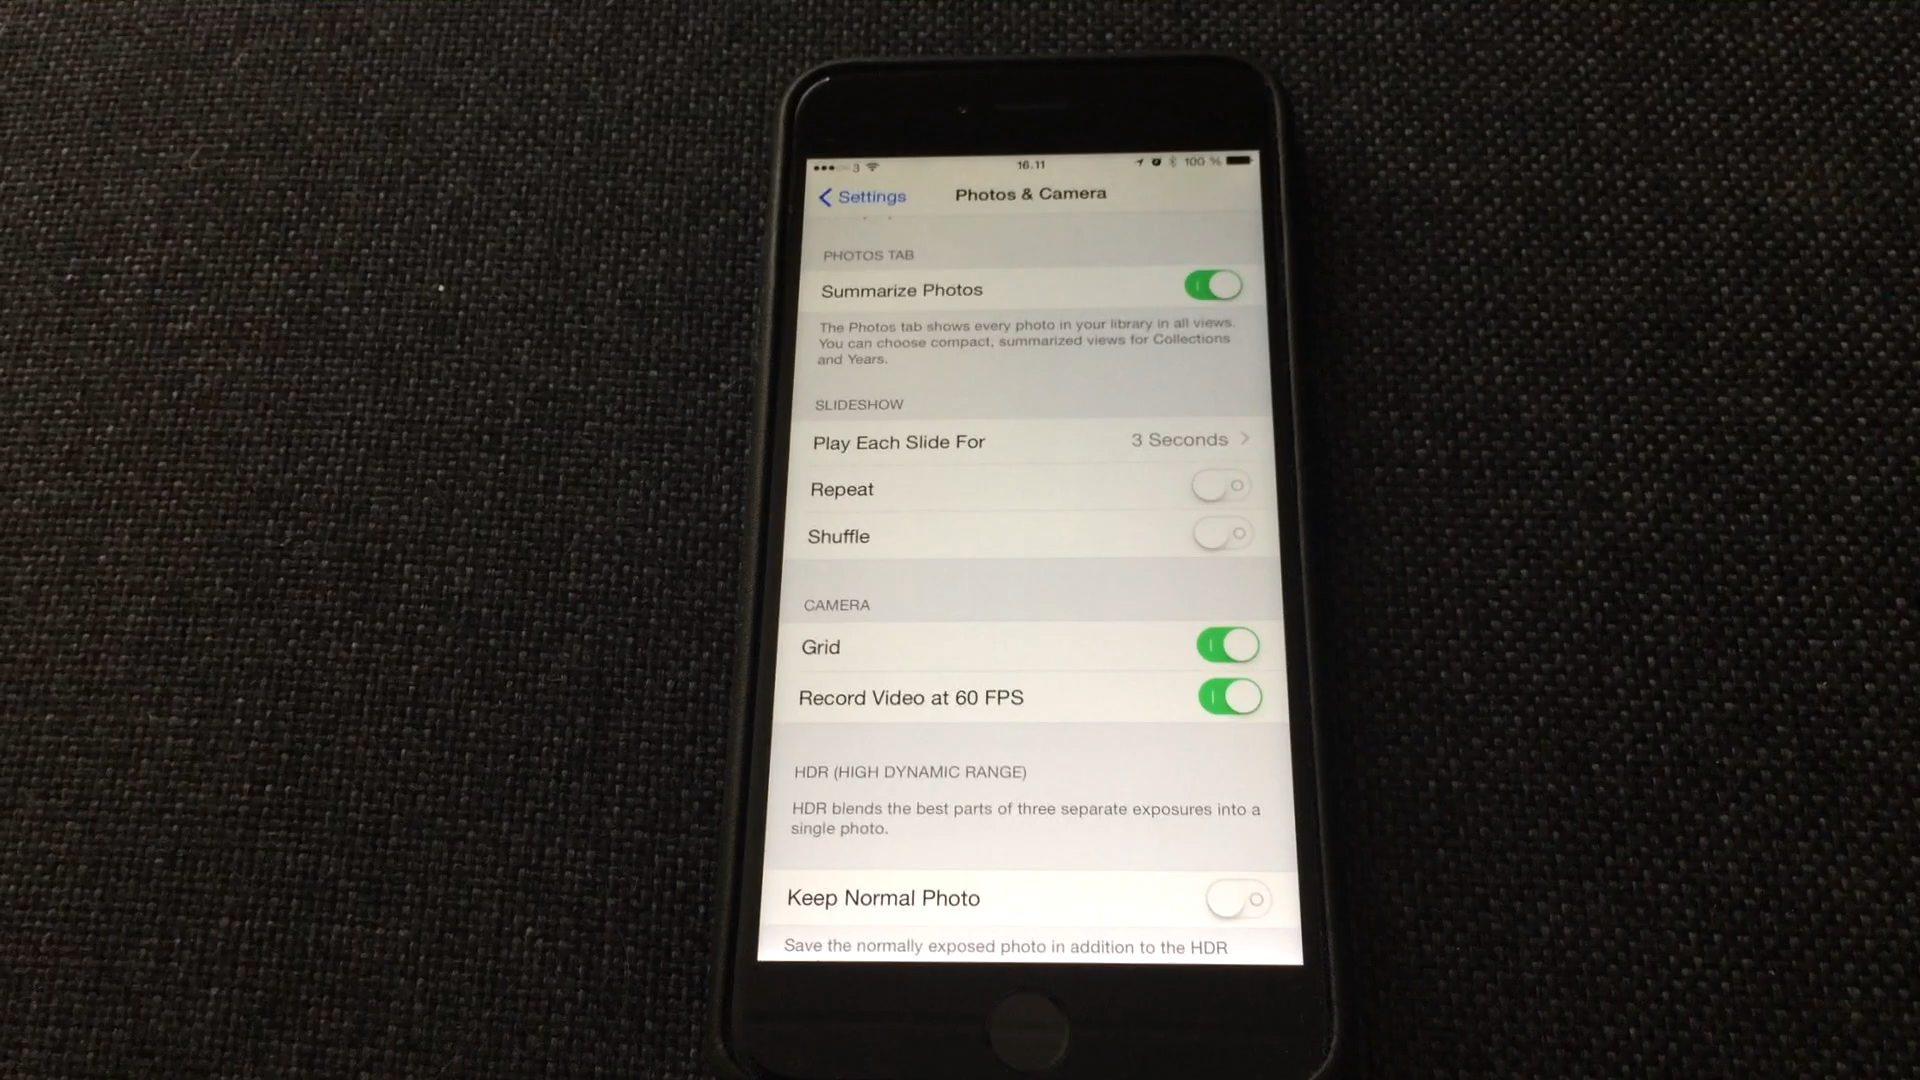 3 16.11 100 %
Settings Photos & Camera
PHOTOS TAB
Summarize Photos
The Photos tab shows every photo in your library in all views.
You can choose compact, summarized views for Collections
and Years.
SLIDESHOW
Play Each Slide For 3 Seconds
Repeat
Shuffle
CAMERA
Grid
Record Video at 60 FPS
HDR (HIGH DYNAMIC RANGE)
HDR blends the best parts of three separate exposures into a
single photo.
Keep Normal Photo
Save the normally exposed photo in addition to the HDR